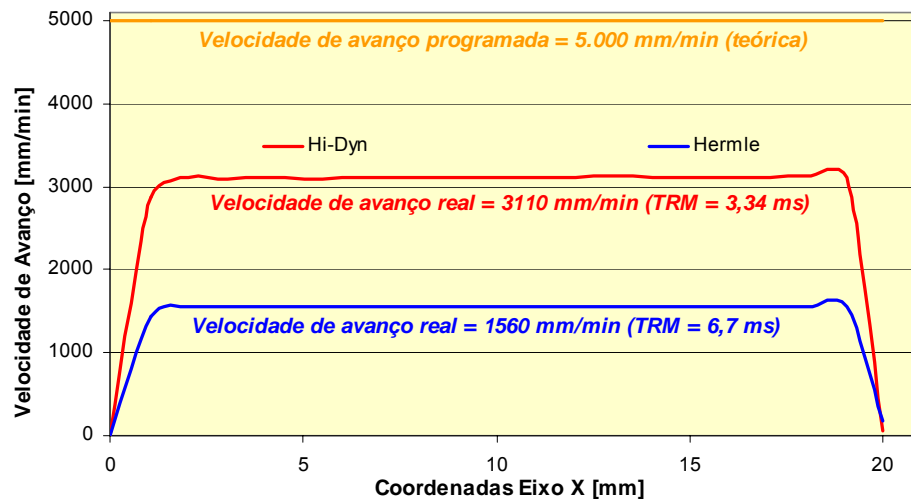 5000
Velocidade de avanço programada = 5.000 mm/min (teórica)
4000
Hi-Dyn Hermle
3000
Velocidade de avanço real = 3110 mm/min (TRM = 3,34 ms)
2000
Velocidade de avanço real = 1560 mm/min (TRM = 6,7 ms)
1000
0
Velocidade de Avanço [mm/min]
0 5 10 15 20
Coordenadas Eixo X [mm]